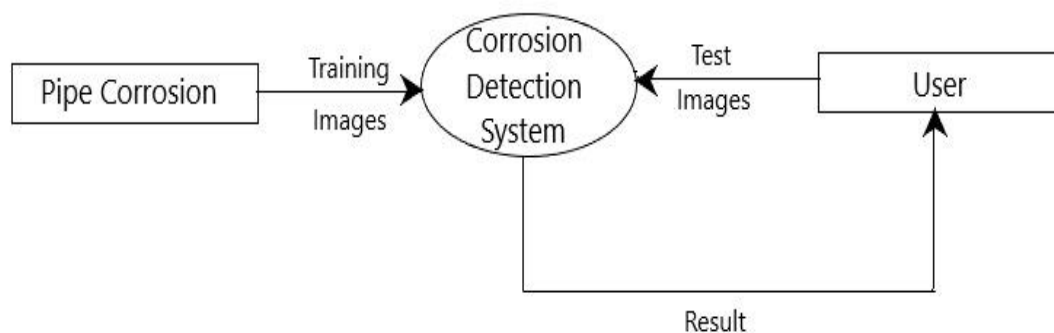 Pipe Corrosion
Training
Images
Corrosion
Detection
System
Test
Images
User
Result